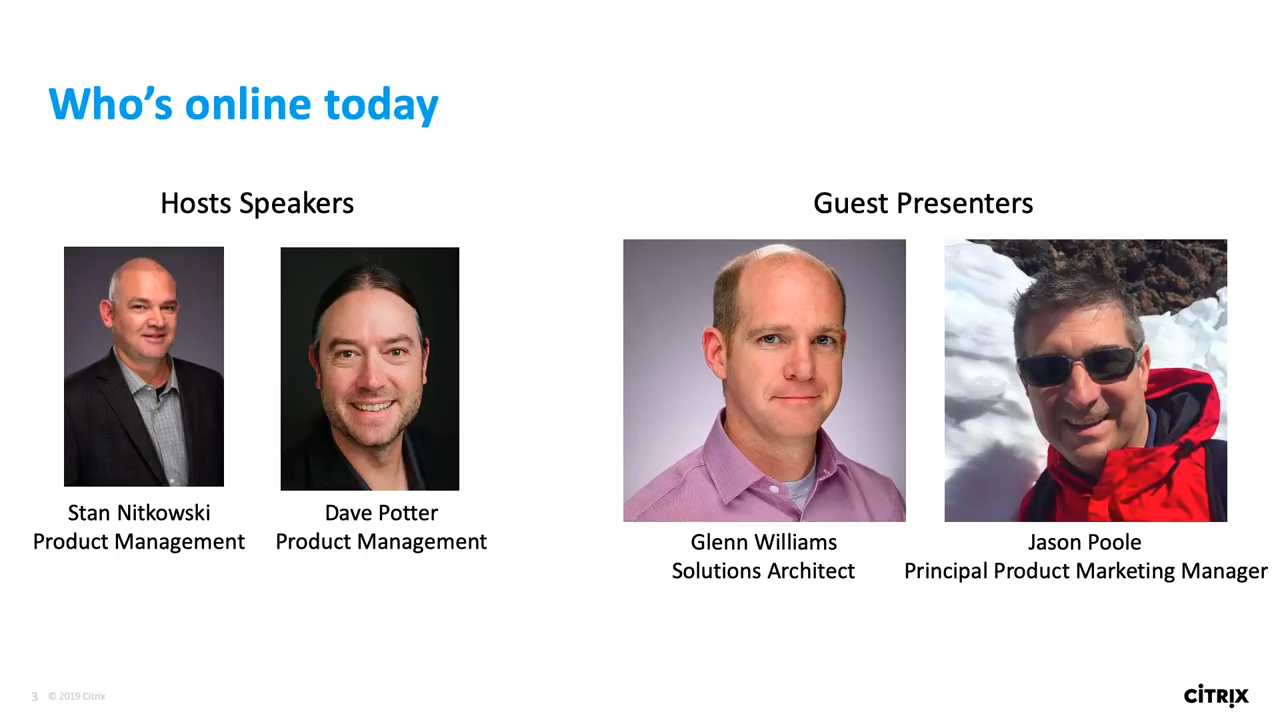 Who's online today
Hosts Speakers
Guest Presenters
Stan Nitkowski
Product Management
Dave Potter
Product Management
Glenn Williams
Solutions Architect
Jason Poole
Principal Product Marketing Manager
3 © 2019 Citrix
CITRIX